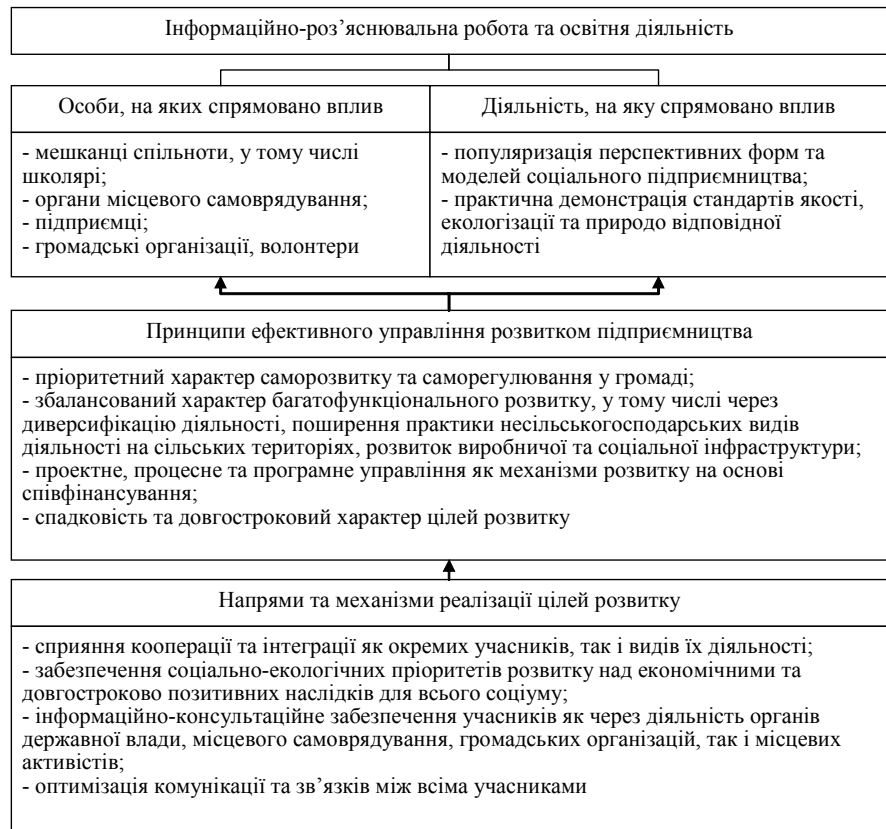 Інформаційно-роз’яснювальна робота та освітня діяльність
Особи, на яких спрямовано вплив
- мешканці спільноти, у тому числі
школярі;
- органи місцевого самоврядування;
- підприємці;
- громадські організації, волонтери
Діяльність, на яку спрямовано вплив
- популяризація перспективних форм та
моделей соціального підприємництва;
- практична демонстрація стандартів якості,
екологізації та природо відповідної
діяльності
Принципи ефективного управління розвитком підприємництва
- пріоритетний характер саморозвитку та саморегулювання у громаді;
- збалансований характер багатофункціонального розвитку, у тому числі через
диверсифікацію діяльності, поширення практики несільськогосподарських видів
діяльності на сільських територіях, розвиток виробничої та соціальної інфраструктури;
- проектне, процесне та програмне управління як механізми розвитку на основі
співфінансування;
- спадковість та довгостроковий характер цілей розвитку
Напрями та механізми реалізації цілей розвитку
- сприяння кооперації та інтеграції як окремих учасників, так і видів їх діяльності;
- забезпечення соціально-екологічних пріоритетів розвитку над економічними та
довгостроково позитивних наслідків для всього соціуму;
- інформаційно-консультаційне забезпечення учасників як через діяльність органів
державної влади, місцевого самоврядування, громадських організацій, так і місцевих
активістів;
- оптимізація комунікації та зв’язків між всіма учасниками